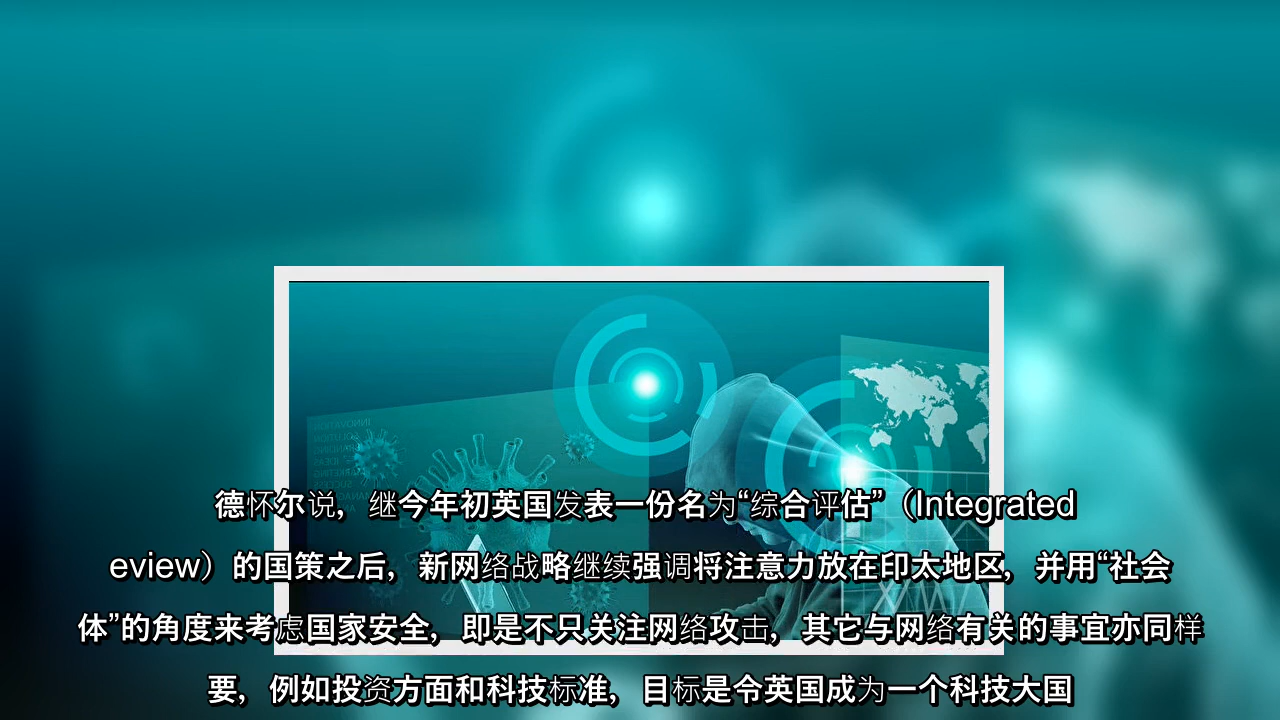 德怀尔说，继今年初英国发表一份名为“综合评估”（Integrated
eview）的国策之后，新网络战略继续强调将注意力放在印太地区，并用“社会
体”的角度来考虑国家安全，即是不只关注网络攻击，其它与网络有关的事宜亦同样
要，例如投资方面和科技标准，目标是令英国成为一个科技大国